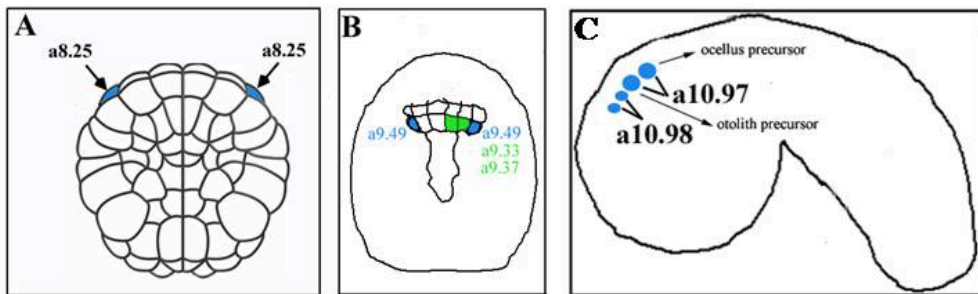 A
a8.25
a8.25
B
a9.49
a9.49
a9.33
a9.37
C
ocellus precursor
a10.97
otolith precursor
a10.98